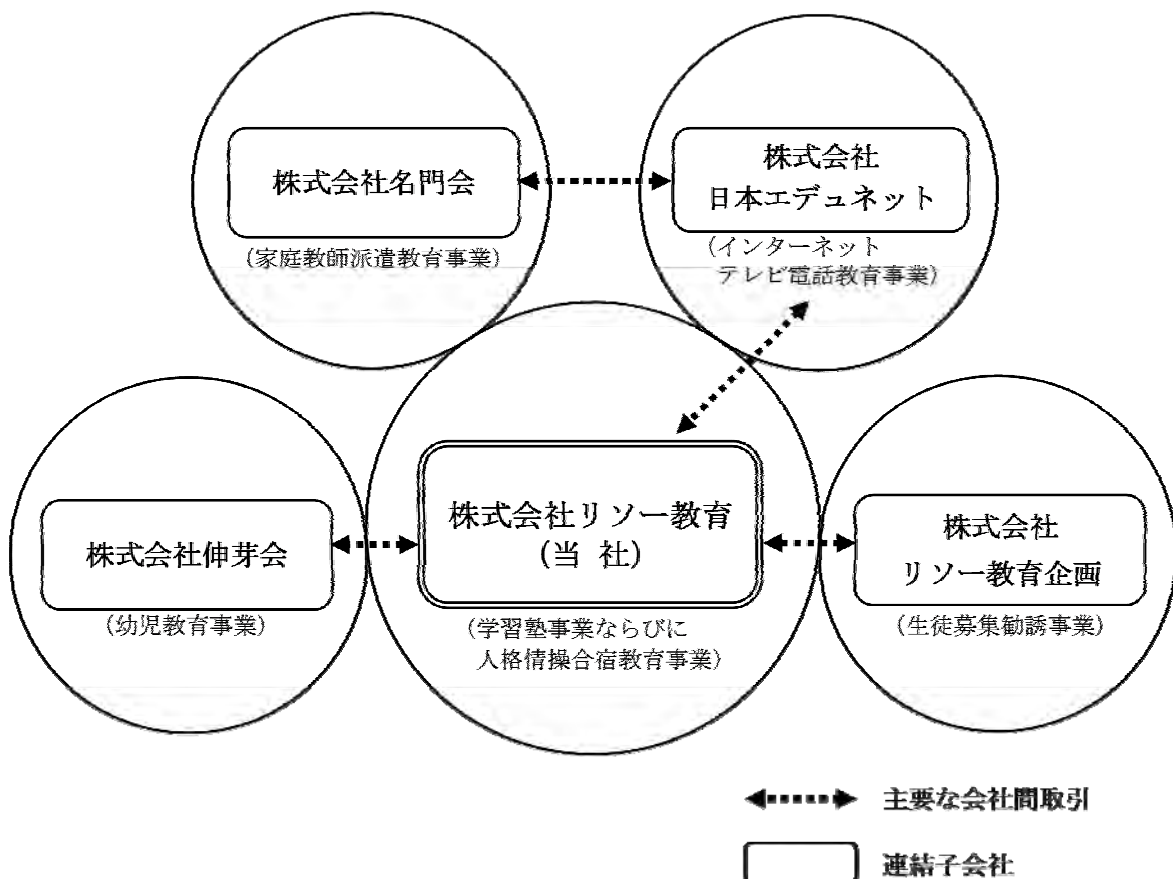 株式会社名門会
(家庭教師派遣教育事業)
株式会社
日本エデュネット
(インターネット
テレビ電話教育事業)
株式会社伸芽会
(幼児教育事業)
株式会社リソー教育
(当 社)
(学習塾事業ならびに
人格情操合宿教育事業)
株式会社
リソー教育企画
(生徒募集勧誘事業)
主要な会社間取引
連結子会社